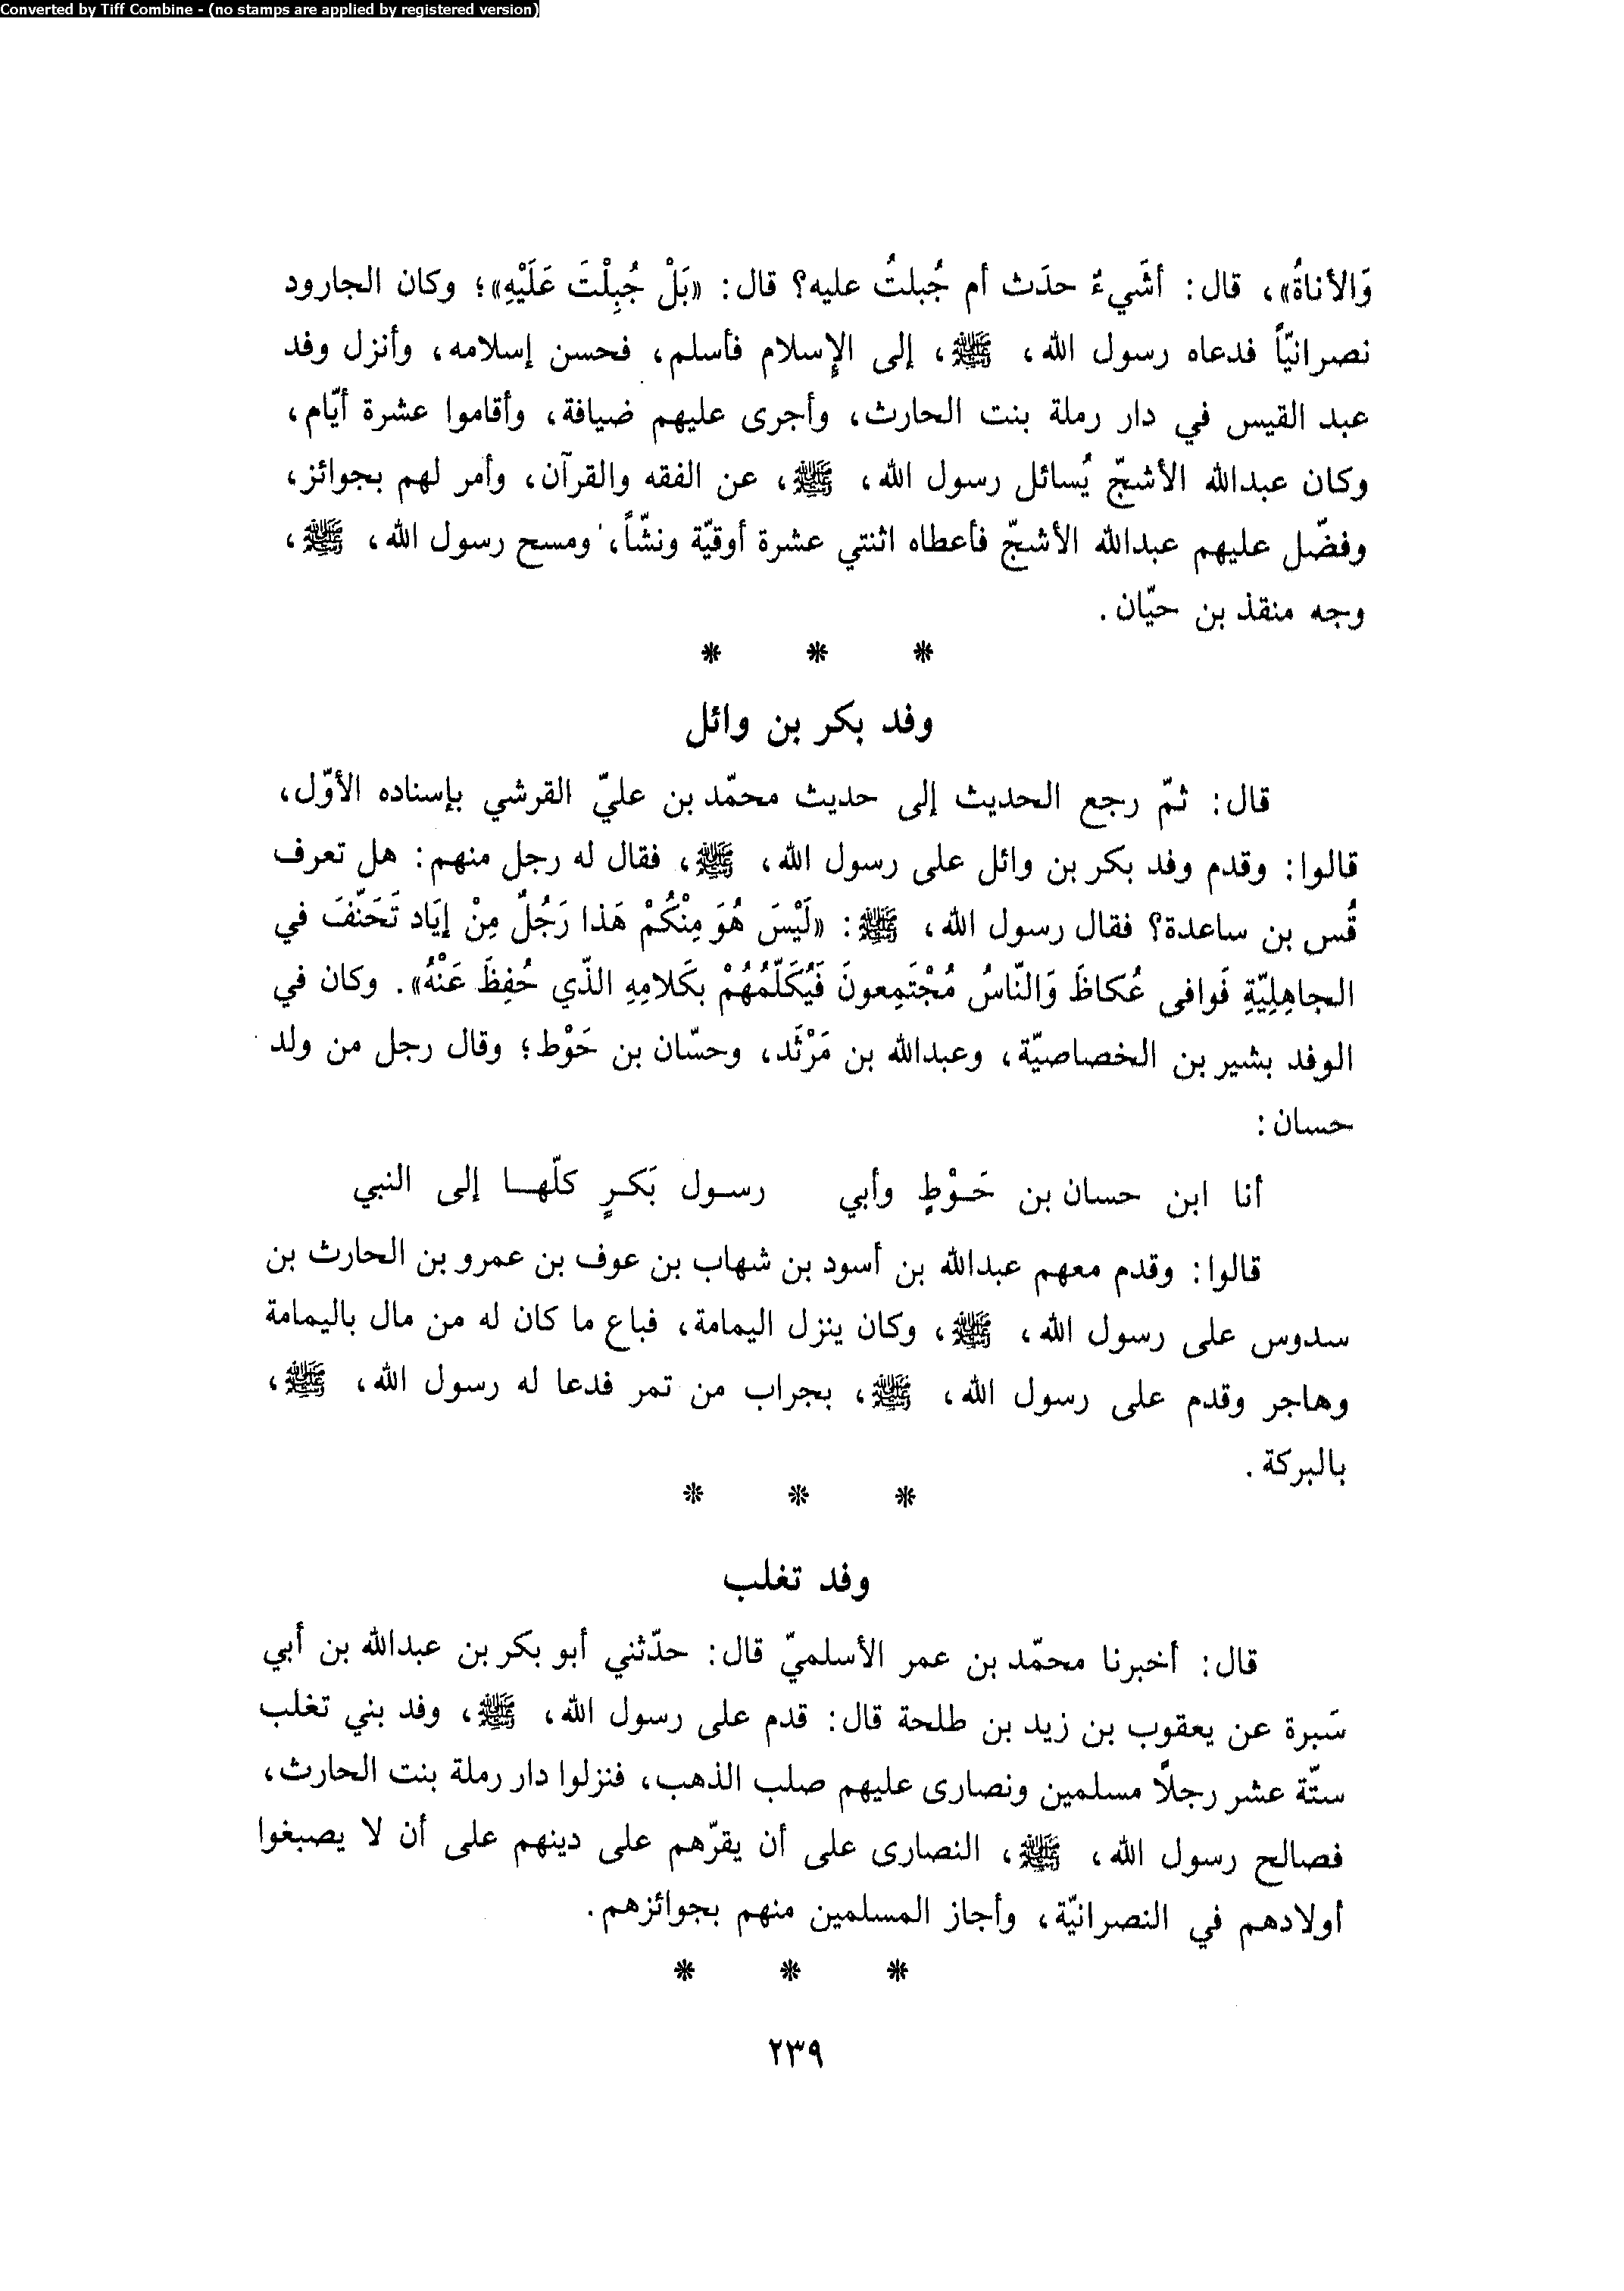 Converted by Tiff Combine - (no stamps are applied by registered version)
وَالأناةُ»، قال: أشَيءٌ حدَث أم جُبلتُ عليه؟ قال: «بَلْ جُبِلْتَ عَلَيْهِ»؛ وكان الجارود
نصرانيّاً فدعاه رسول الله، ﷺ، إلى الإسلام فأسلم، فحسن إسلامه، وأنزل وفد
عبد القيس في دار رملة بنت الحارث، وأجرى عليهم ضيافة، وأقاموا عشرة أيّام،
وكان عبدالله الأشجّ يُسائل رسول الله، ﷺ، عن الفقه والقرآن، وأمر لهم بجوائز،
وفضّل عليهم عبدالله الأشجّ فأعطاه اثنتي عشرة أوقيّة ونشّاً، ومسح رسول الله، ﷺ،
وجه منقذ بن حيّان.
* * *
وفد بكر بن وائل
قال: ثمّ رجع الحديث إلى حديث محمّد بن عليّ القرشي بإسناده الأوّل،
قالوا: وقدم وفد بكر بن وائل على رسول الله، ﷺ، فقال له رجل منهم: هل تعرف
قُس بن ساعدة؟ فقال رسول الله، ﷺ: «لَيْسَ هُوَ مِنْكُمْ هَذا رَجُلٌ مِنْ إيَاد تَحَنّفَ في
الجاهِلِيّةِ فَوافى عُكاظَ وَالنّاسُ مُجْتَمِعونَ فَيُكَلّمُهُمْ بكَلامِهِ الذّي حُفِظَ عَنْهُ». وكان في
الوفد بشير بن الخصاصيّة، وعبدالله بن مَرْثَد، وحسّان بن حَوْط؛ وقال رجل من ولد
حسان:
أنا ابن حسان بن حَوْطٍ وأبي رسول بَكرٍ كلّها إلى النبي
قالوا: وقدم معهم عبدالله بن أسود بن شهاب بن عوف بن عمرو بن الحارث بن
سدوس على رسول الله، ﷺ، وكان ينزل اليمامة، فباع ما كان له من مال باليمامة
وهاجر وقدم على رسول الله، ﷺ، بجراب من تمر فدعا له رسول الله، ﷺ،
بالبركة.
* * *
وفد تغلب
قال: أخبرنا محمّد بن عمر الأسلميّ قال: حدّثني أبو بكر بن عبدالله بن أبي
سَبرة عن يعقوب بن زيد بن طلحة قال: قدم على رسول الله، ﷺ، وفد بني تغلب
ستّة عشر رجلاً مسلمين ونصارى عليهم صلب الذهب، فنزلوا دار رملة بنت الحارث،
فصالح رسول الله، ﷺ، النصارى على أن يقرّهم على دينهم على أن لا يصبغوا
أولادهم في النصرانيّة، وأجاز المسلمين منهم بجوائزهم.
* * *
٢٣٩